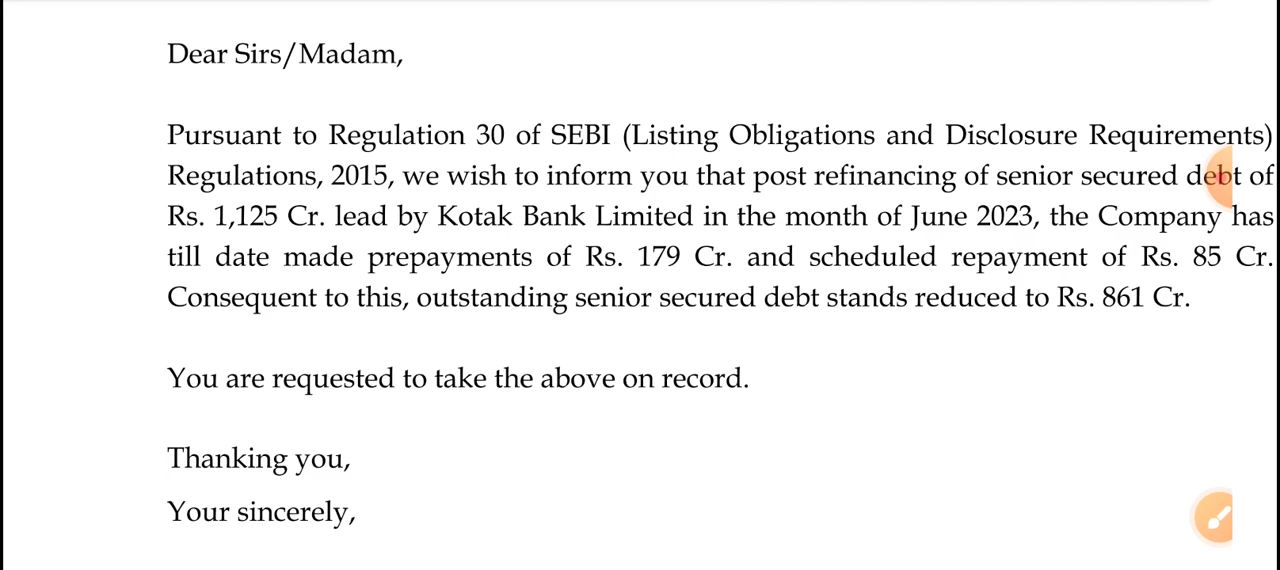 Dear Sirs/Madam,
Pursuant to Regulation 30 of SEBI (Listing Obligations and Disclosure Requirements)
Regulations, 2015, we wish to inform you that post refinancing of senior secured debt of
Rs. 1,125 Cr. lead by Kotak Bank Limited in the month of June 2023, the Company has
till date made prepayments of Rs. 179 Cr. and scheduled repayment of Rs. 85 Cr.
Consequent to this, outstanding senior secured debt stands reduced to Rs. 861 Cr.
You are requested to take the above on record.
Thanking you,
Your sincerely,